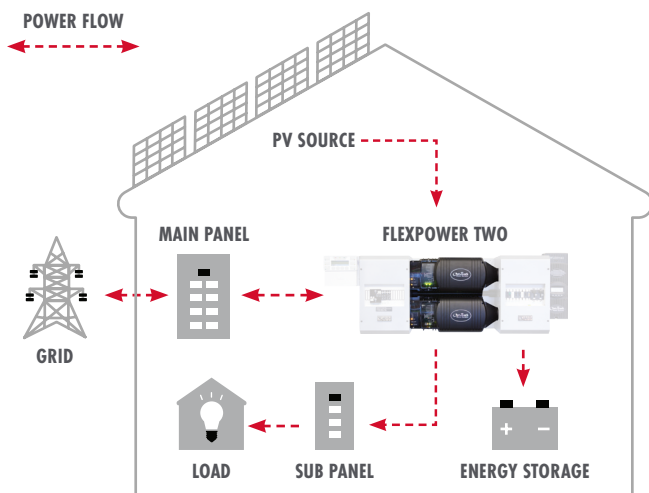 POWER FLOW
PV SOURCE
MAIN PANEL
FLEXPOWER TWO
GRID
LOAD
SUB PANEL
ENERGY STORAGE
+ −